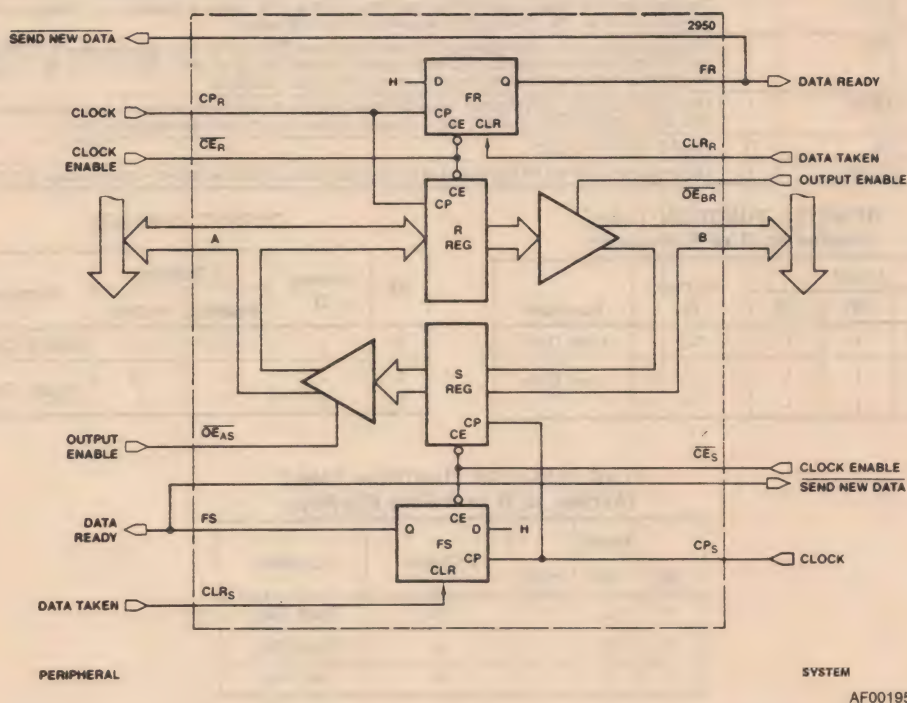 SEND NEW DATA
2950
FR
DATA READY
H
D
Q
FR
CP
CE
CLR
CLOCK
CP_R
CLOCK
ENABLE
CE_R
CLR_R
DATA TAKEN
OUTPUT ENABLE
OE_BR
CE
CP
R
REG
A
B
S
REG
CP
CE
OUTPUT
ENABLE
OE_AS
CE_S
CLOCK ENABLE
SEND NEW DATA
DATA
READY
FS
Q
CE
D
H
FS
CP
CLR
CP_S
CLOCK
DATA TAKEN
CLR_S
PERIPHERAL
SYSTEM
AF00195